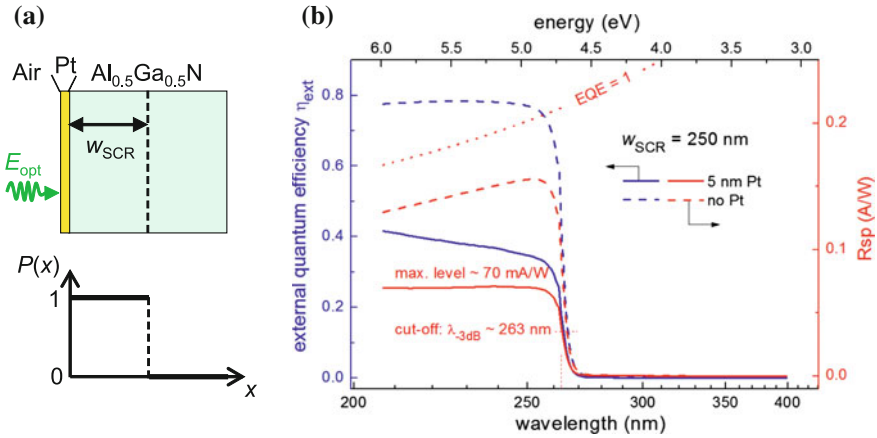 (a)
Air Pt Al0.5Ga0.5N
wSCR
Eopt
P(x)
1
0
x
(b)
energy (eV)
6.0 5.5 5.0 4.5 4.0 3.5 3.0
external quantum efficiency ηext
0.8
0.6
0.4
0.2
0.0
EQE = 1
wSCR = 250 nm
5 nm Pt
no Pt
max. level ~ 70 mA/W
cut-off: λ-3dB ~ 263 nm
0.2
0.1
0.0
Rsp (A/W)
200 250 300 350 400
wavelength (nm)